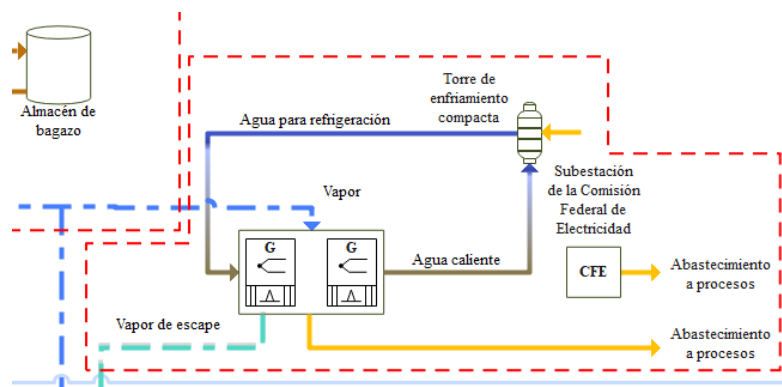 Almacén de
bagazo
Torre de
enfriamiento
compacta
Agua para refrigeración
Subestación
de la Comisión
Federal de
Electricidad
Vapor
G
G
Agua caliente
CFE
Abastecimiento
a procesos
Vapor de escape
Abastecimiento
a procesos